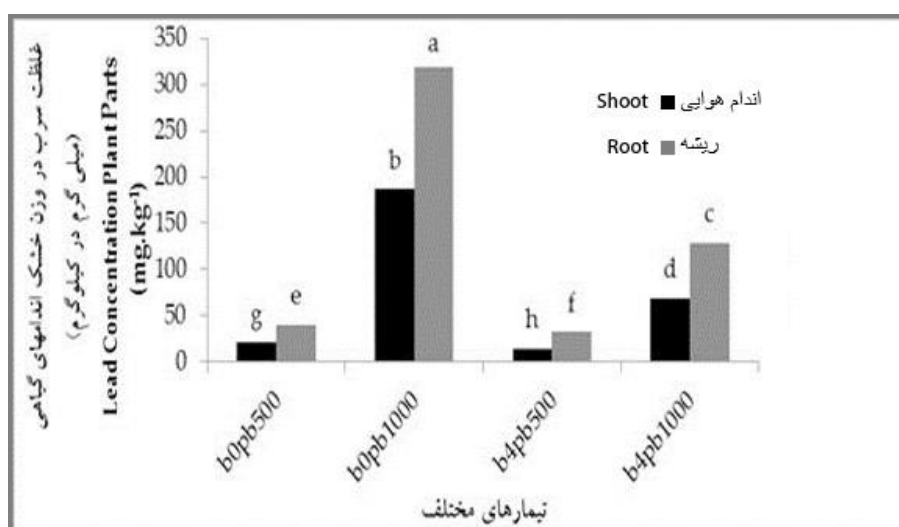 غلظت سرب در وزن خشک اندامهای گیاهی
(میلی گرم در کیلوگرم)
Lead Concentration Plant Parts
(mg.kg-¹)
350
300
250
200
150
100
50
0
g
e
b
a
h
f
d
c
Shoot اندام هوایی
Root ریشه
b0pb500
b0pb1000
b4pb500
b4pb1000
تیمارهای مختلف